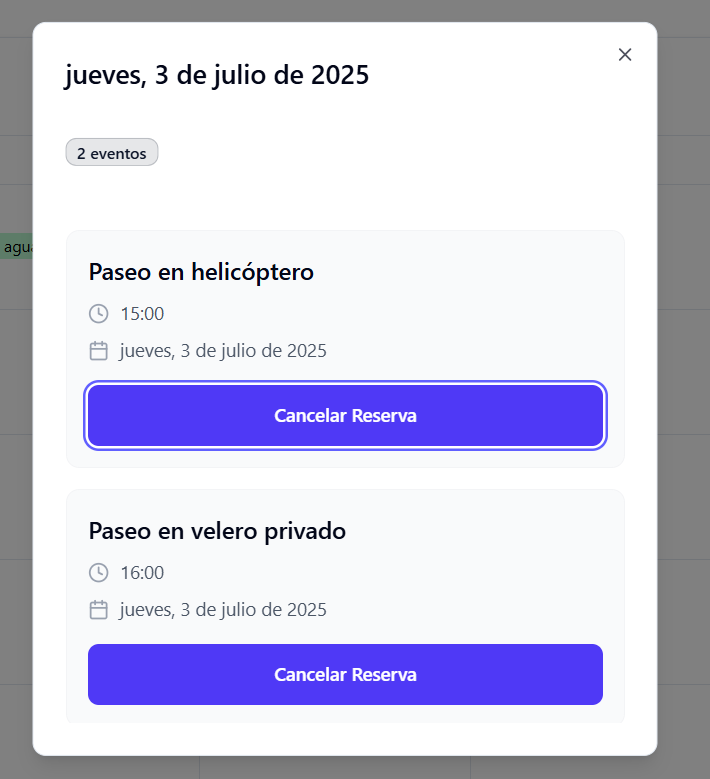 jueves, 3 de julio de 2025
2 eventos
agua
Paseo en helicóptero
15:00
jueves, 3 de julio de 2025
Cancelar Reserva
Paseo en velero privado
16:00
jueves, 3 de julio de 2025
Cancelar Reserva